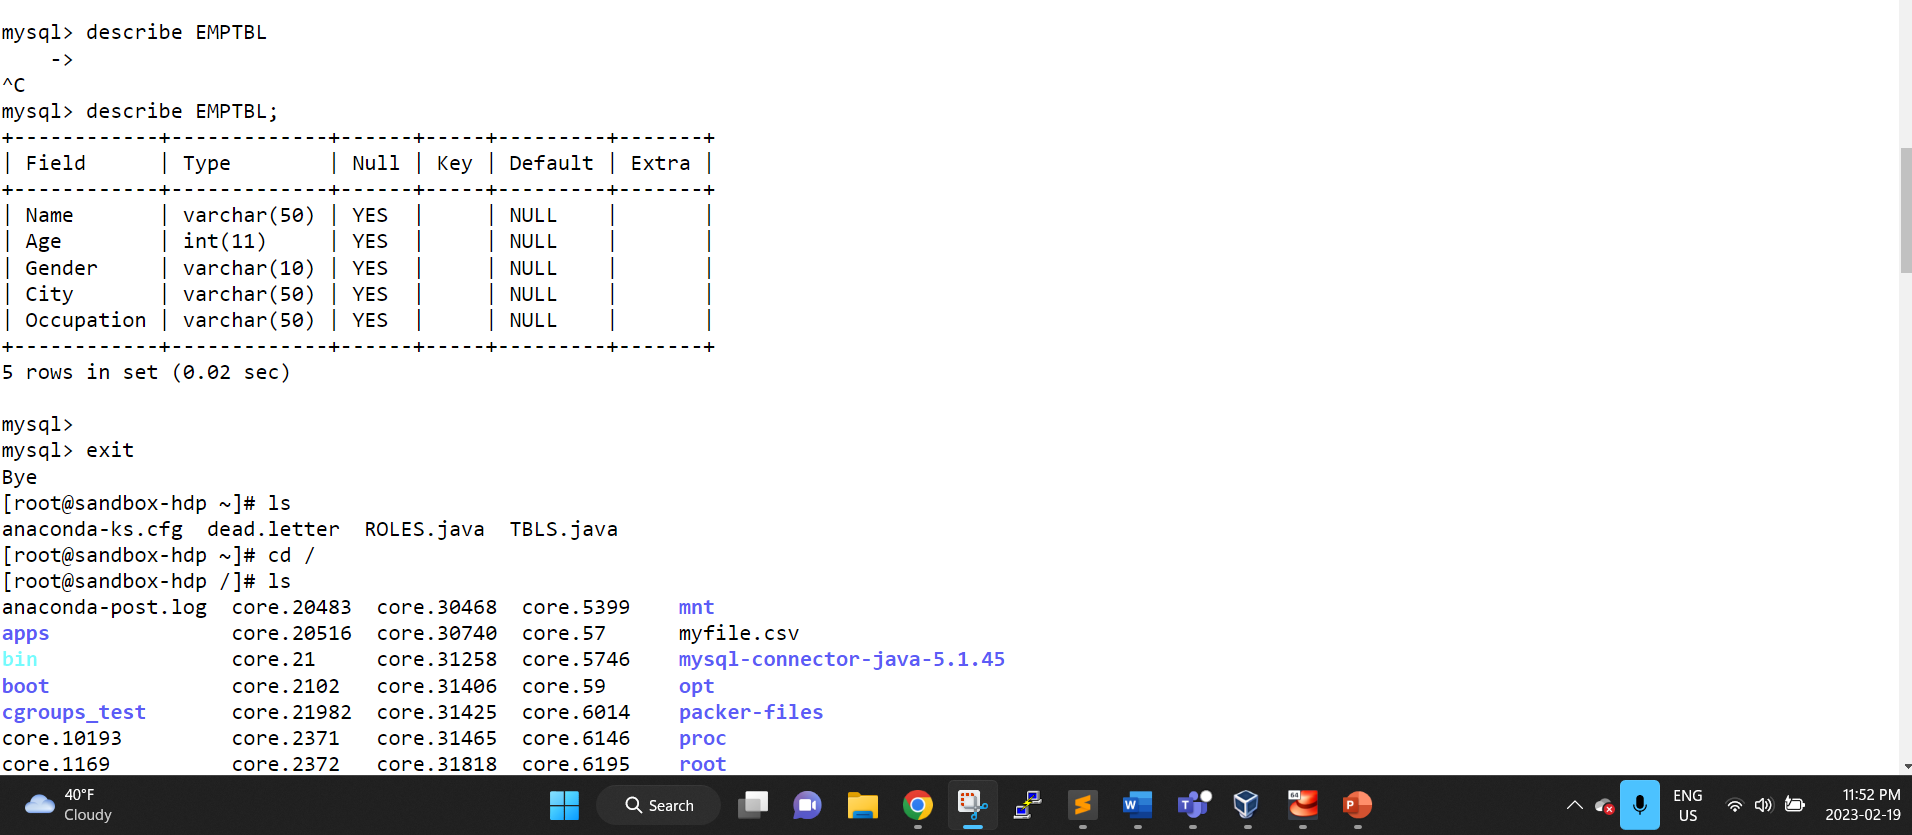 mysql> describe EMPTBL
    ->
^C
mysql> describe EMPTBL;
+------------+-------------+------+-----+---------+-------+
| Field      | Type        | Null | Key | Default | Extra |
+------------+-------------+------+-----+---------+-------+
| Name       | varchar(50) | YES  |     | NULL    |       |
| Age        | int(11)     | YES  |     | NULL    |       |
| Gender     | varchar(10) | YES  |     | NULL    |       |
| City       | varchar(50) | YES  |     | NULL    |       |
| Occupation | varchar(50) | YES  |     | NULL    |       |
+------------+-------------+------+-----+---------+-------+
5 rows in set (0.02 sec)
mysql>
mysql> exit
Bye
[root@sandbox-hdp ~]# ls
anaconda-ks.cfg  dead.letter  ROLES.java  TBLS.java
[root@sandbox-hdp ~]# cd /
[root@sandbox-hdp /]# ls
anaconda-post.log  core.20483  core.30468  core.5399    mnt
apps               core.20516  core.30740  core.57      myfile.csv
bin                core.21     core.31258  core.5746    mysql-connector-java-5.1.45
boot               core.2102   core.31406  core.59      opt
cgroups_test       core.21982  core.31425  core.6014    packer-files
core.10193         core.2371   core.31465  core.6146    proc
core.1169          core.2372   core.31818  core.6195    root
40°F
Cloudy
Search
64
W
T
P
ENG
US
11:52 PM
2023-02-19